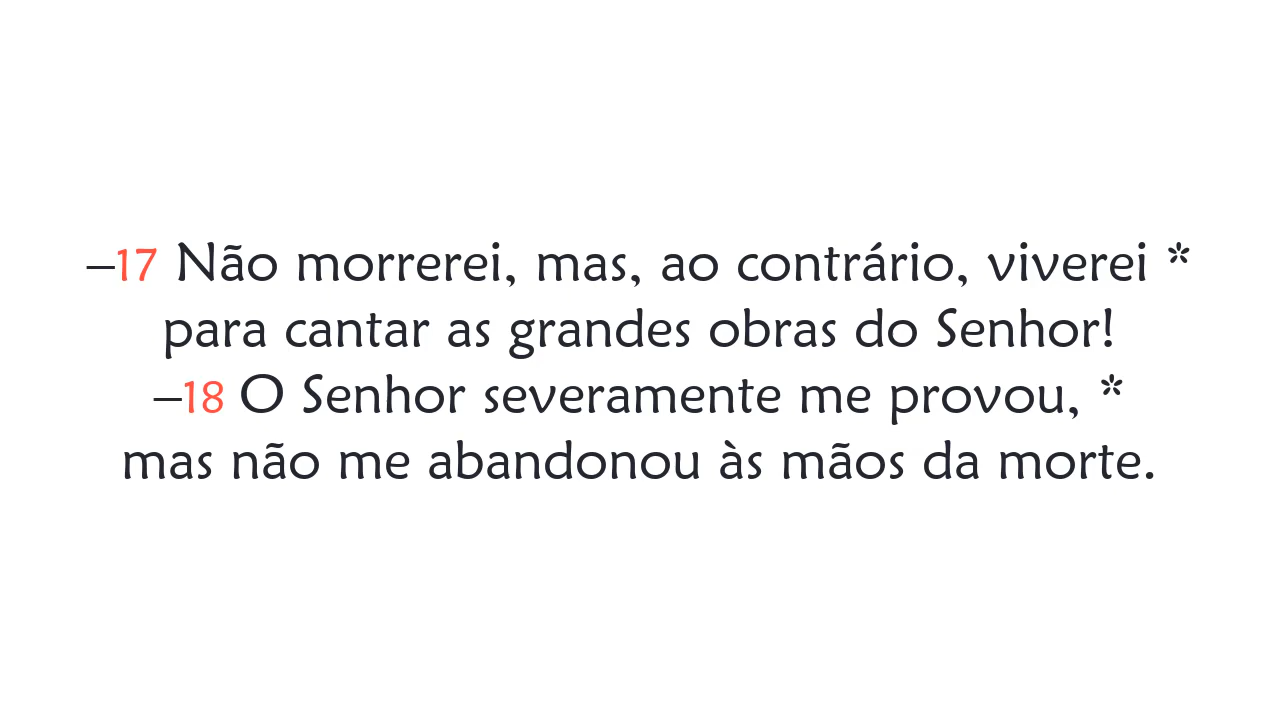 –17 Não morrerei, mas, ao contrário, viverei *
para cantar as grandes obras do Senhor!
–18 O Senhor severamente me provou, *
mas não me abandonou às mãos da morte.